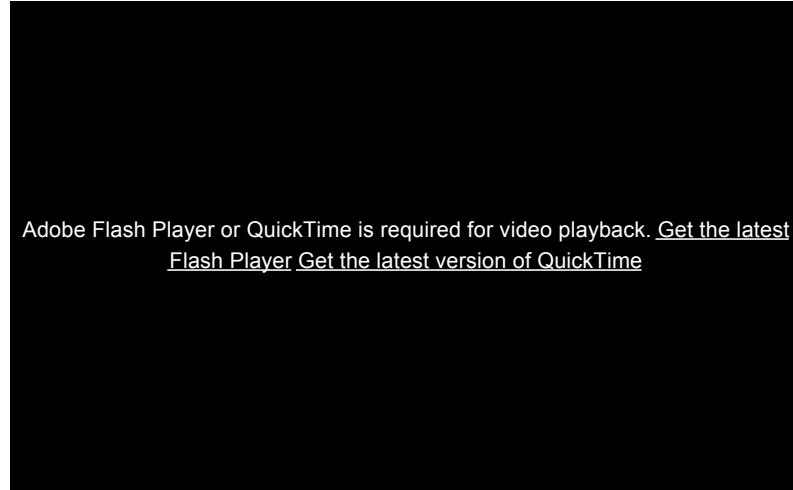 Adobe Flash Player or QuickTime is required for video playback. Get the latest
Flash Player Get the latest version of QuickTime